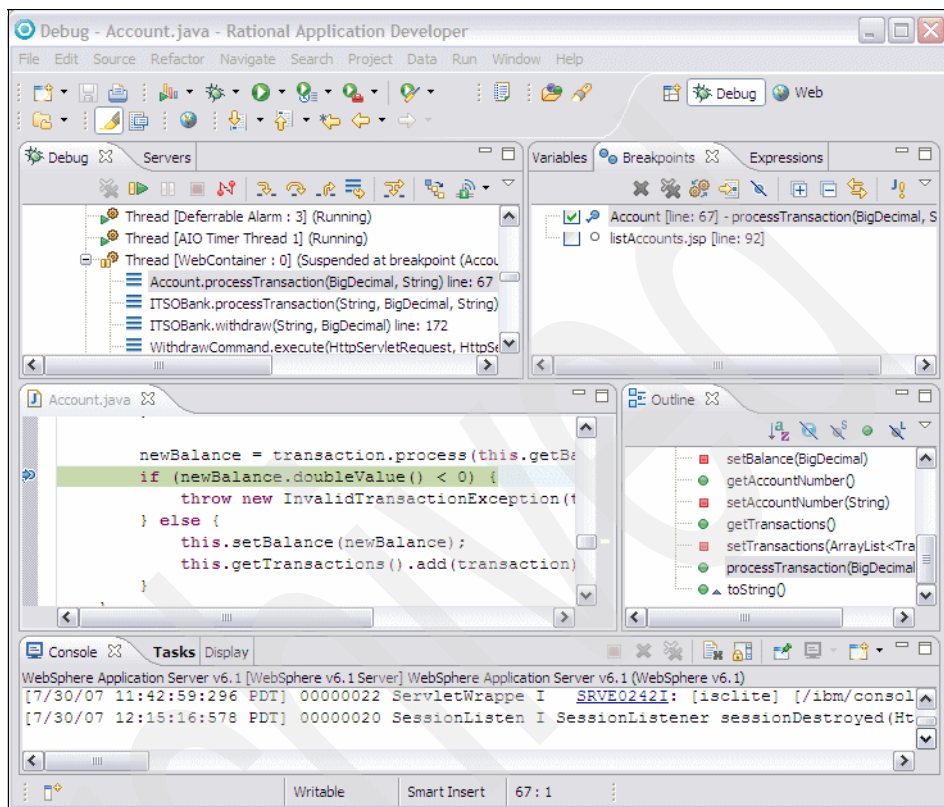 Debug - Account.java - Rational Application Developer
File Edit Source Refactor Navigate Search Project Data Run Window Help
Debug Web
Debug Servers
Thread [Deferrable Alarm : 3] (Running)
Thread [AIO Timer Thread 1] (Running)
Thread [WebContainer : 0] (Suspended at breakpoint (Accou
Account.processTransaction(BigDecimal, String) line: 67
ITSOBank.processTransaction(String, BigDecimal, String)
ITSOBank.withdraw(String, BigDecimal) line: 172
WithdrawCommand.execute(HttpServletRequest, HttpSe
Variables Breakpoints Expressions
Account [line: 67] - processTransaction(BigDecimal, S
listAccounts.jsp [line: 92]
Account.java
newBalance = transaction.process(this.getBa
if (newBalance.doubleValue() < 0) {
throw new InvalidTransactionException(t
} else {
this.setBalance(newBalance);
this.getTransactions().add(transaction)
}
Outline
setBalance(BigDecimal)
getAccountNumber()
setAccountNumber(String)
getTransactions()
setTransactions(ArrayList<Tra
processTransaction(BigDecimal
toString()
Console Tasks Display
WebSphere Application Server v6.1 [WebSphere v6.1 Server] WebSphere Application Server v6.1 (WebSphere v6.1)
[7/30/07 11:42:59:296 PDT] 00000022 ServletWrappe I SRVE0242I: [isclite] [/ibm/consol
[7/30/07 12:15:16:578 PDT] 00000020 SessionListen I SessionListener sessionDestroyed(Ht
Writable Smart Insert 67 : 1